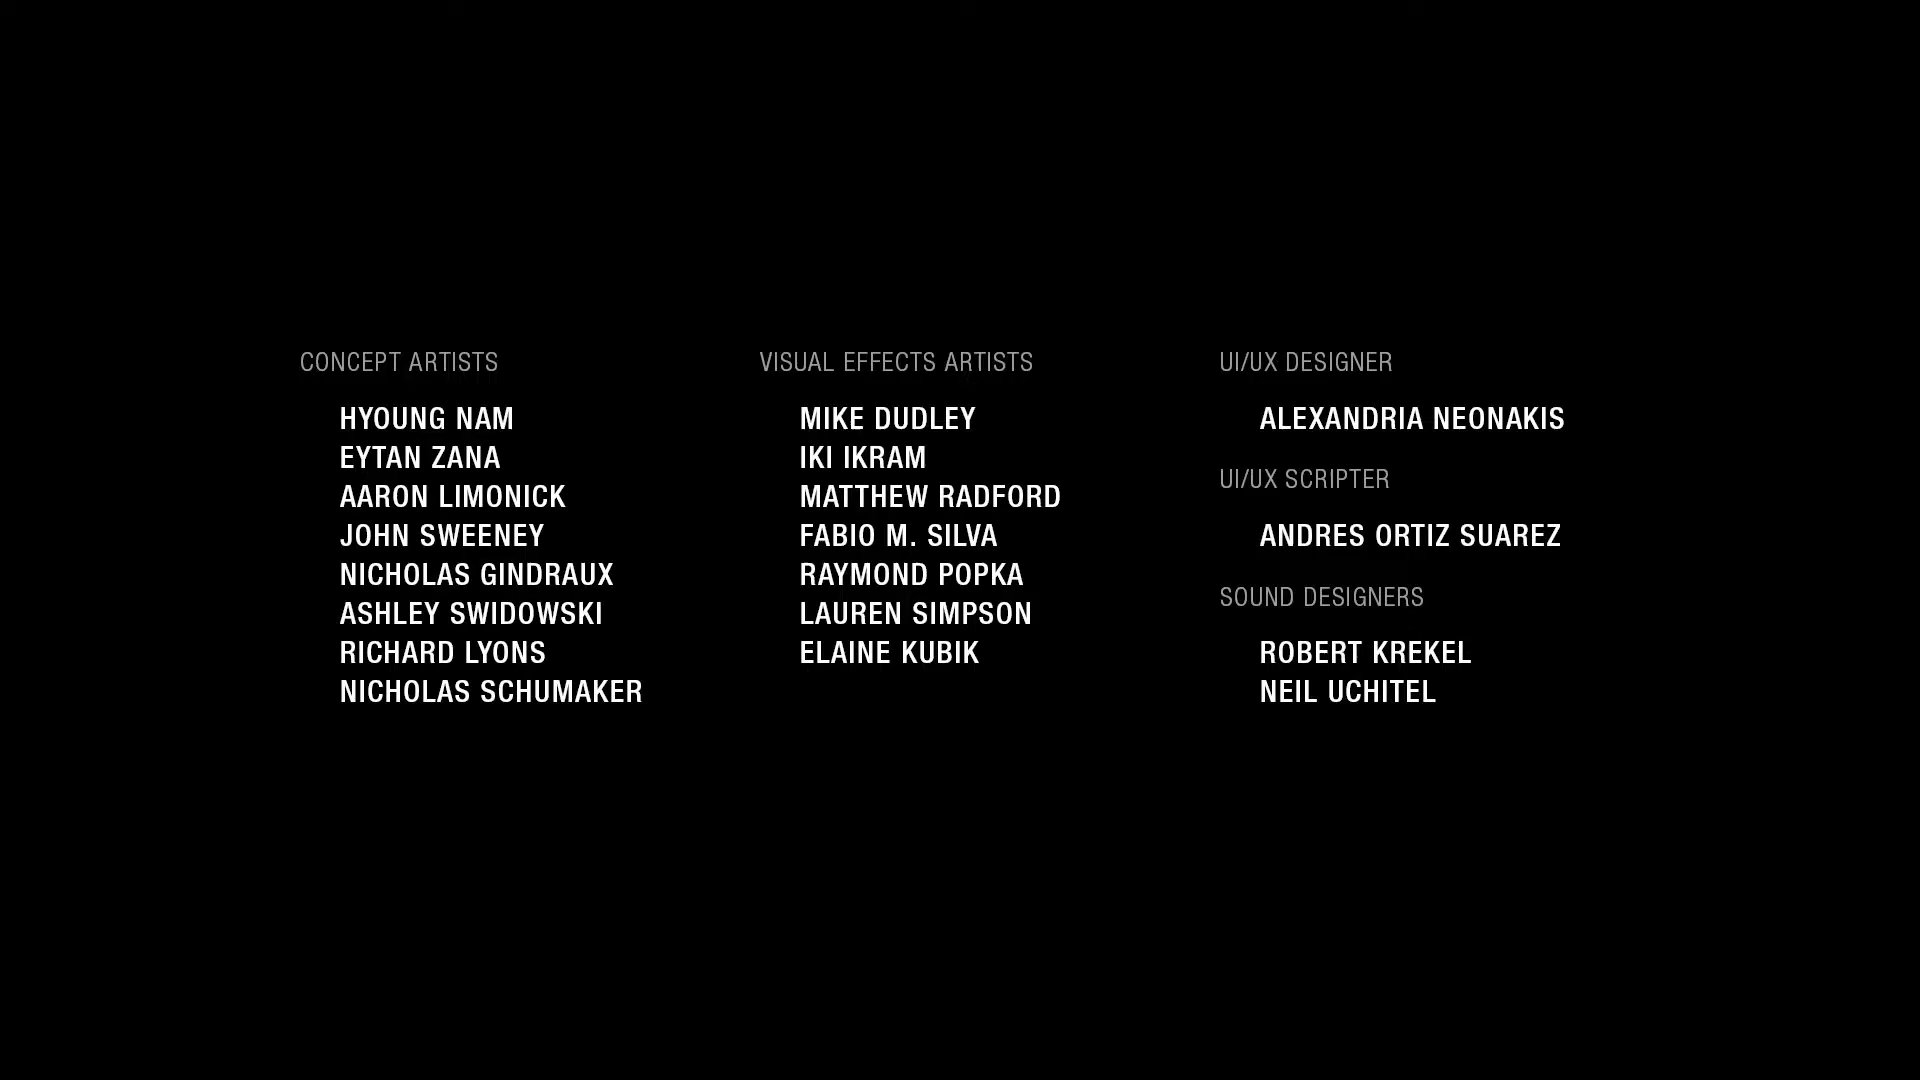 CONCEPT ARTISTS
HYOUNG NAM
EYTAN ZANA
AARON LIMONICK
JOHN SWEENEY
NICHOLAS GINDRAUX
ASHLEY SWIDOWSKI
RICHARD LYONS
NICHOLAS SCHUMAKER
VISUAL EFFECTS ARTISTS
MIKE DUDLEY
IKI IKRAM
MATTHEW RADFORD
FABIO M. SILVA
RAYMOND POPKA
LAUREN SIMPSON
ELAINE KUBIK
UI/UX DESIGNER
ALEXANDRIA NEONAKIS
UI/UX SCRIPTER
ANDRES ORTIZ SUAREZ
SOUND DESIGNERS
ROBERT KREKEL
NEIL UCHITEL